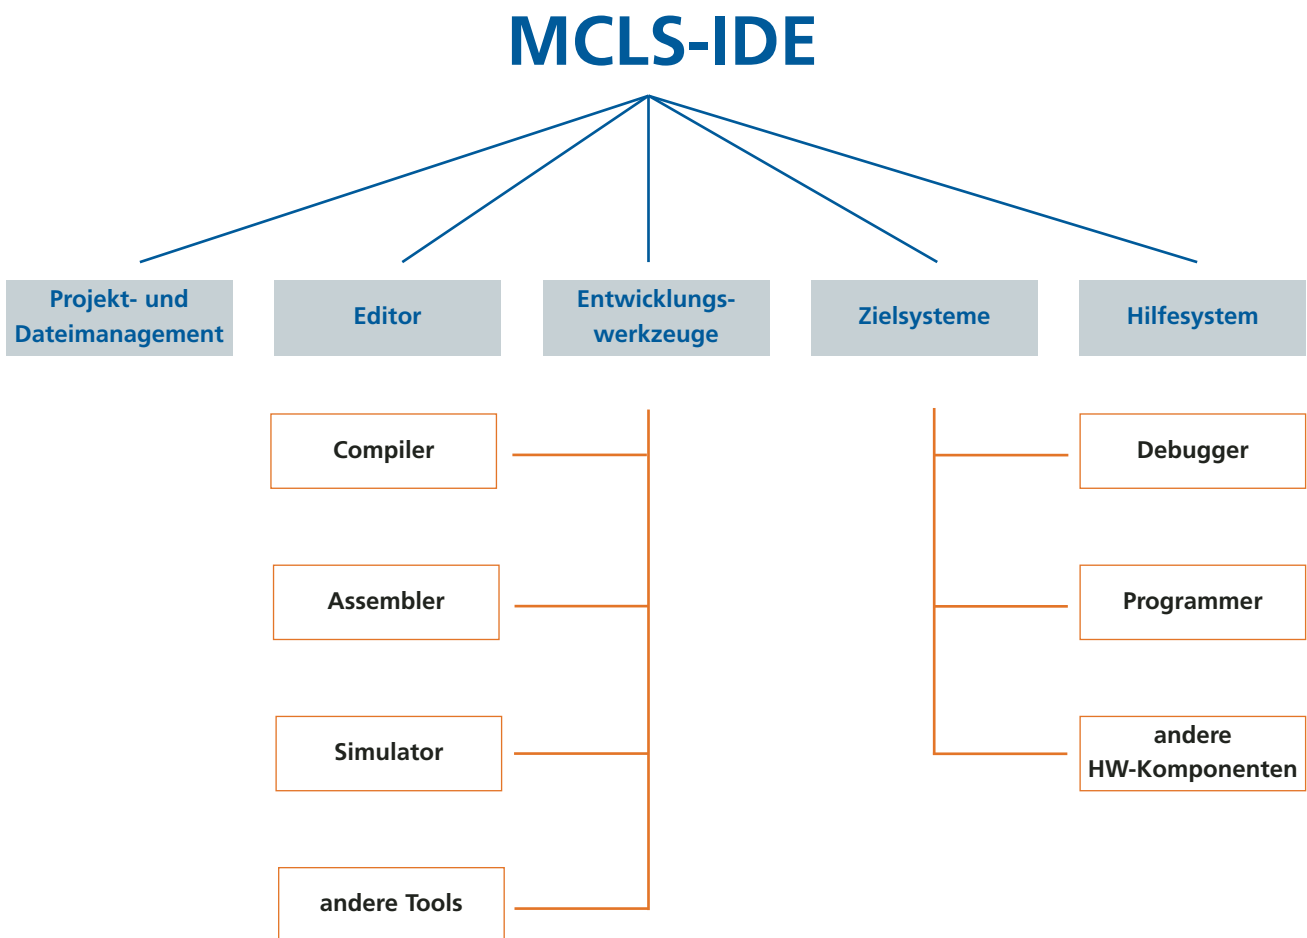 MCLS-IDE
Projekt- und
Dateimanagement
Editor
Entwicklungs-
werkzeuge
Zielsysteme
Hilfesystem
Compiler
Debugger
Assembler
Programmer
Simulator
andere
HW-Komponenten
andere Tools